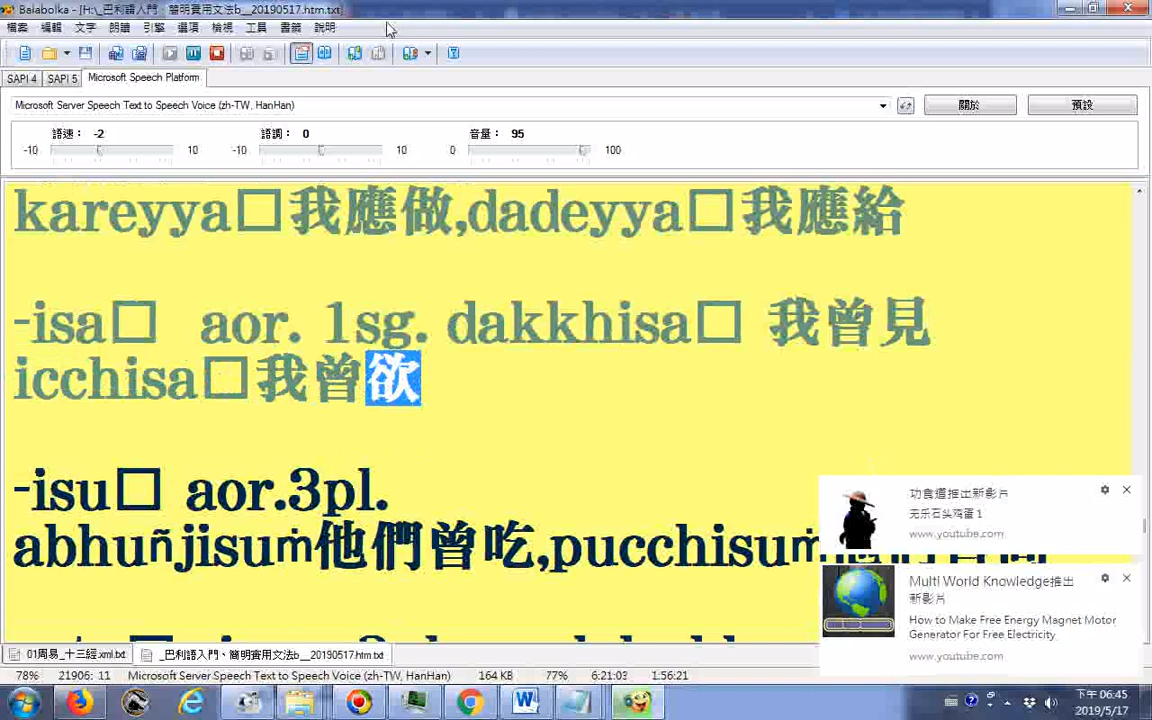 Balabolka - [H:\_巴利語入門、簡明實用文法b__20190517.htm.txt]
檔案 編輯 文字 朗讀 引擎 選項 檢視 工具 書籤 說明
SAPI 4 SAPI 5 Microsoft Speech Platform
Microsoft Server Speech Text to Speech Voice (zh-TW, HanHan)
關於 預設
語速： -2 語調： 0 音量： 95
-10 10 -10 10 0 100
kareyya□我應做,dadeyya□我應給
-isa□ aor. 1sg. dakkhisa□ 我曾見
icchisa□我曾欲
-isu□ aor.3pl.
abhuñjisuṁ他們曾吃,pucchisuṁ
功食道推出新影片
无乐石头鸡蛋 1
www.youtube.com
Multi World Knowledge推出
新影片
How to Make Free Energy Magnet Motor
Generator For Free Electricity
www.youtube.com
01周易_十三經.xml.txt _巴利語入門、簡明實用文法b__20190517.htm.txt
78% 21906: 11 Microsoft Server Speech Text to Speech Voice (zh-TW, HanHan) 164 KB 77% 6:21:03 1:56:21
下午 06:45
2019/5/17